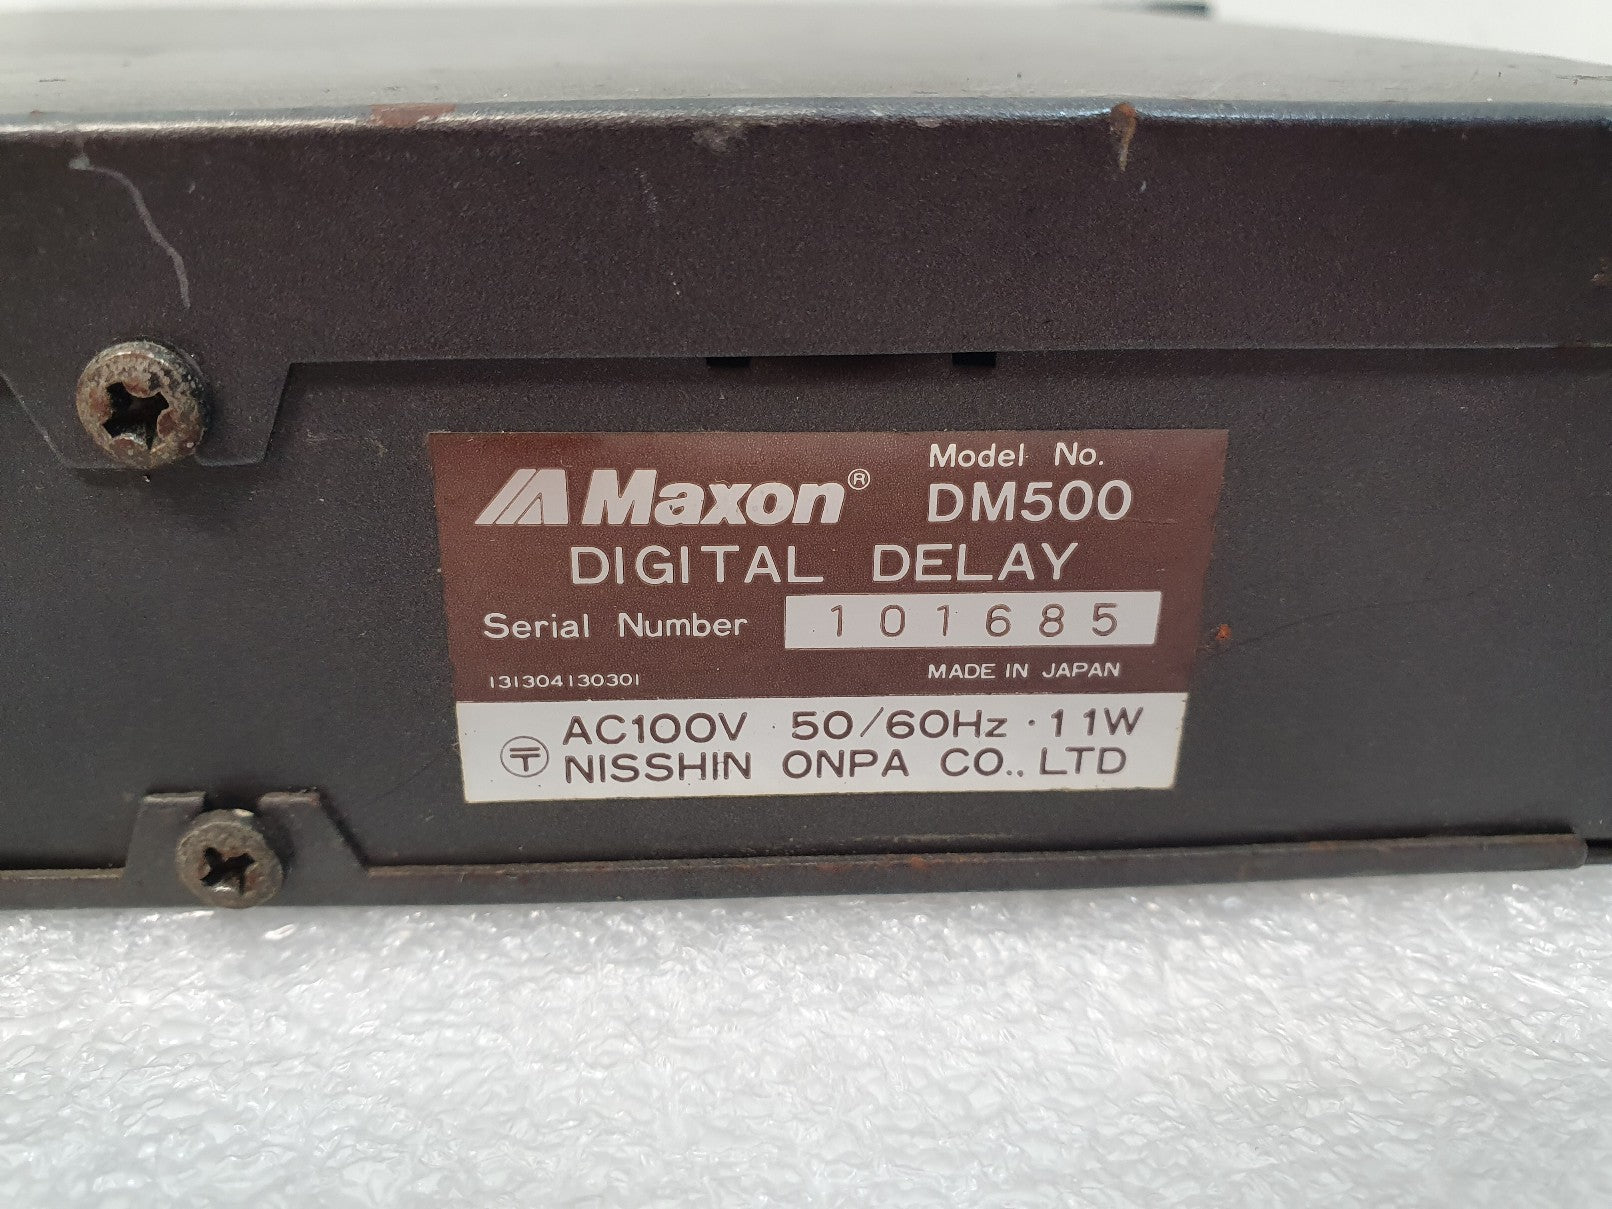 Maxon® Model No.
DM500
DIGITAL DELAY
Serial Number 101685
131304130301 MADE IN JAPAN
AC100V 50/60Hz · 11W
〒 NISSHIN ONPA CO., LTD